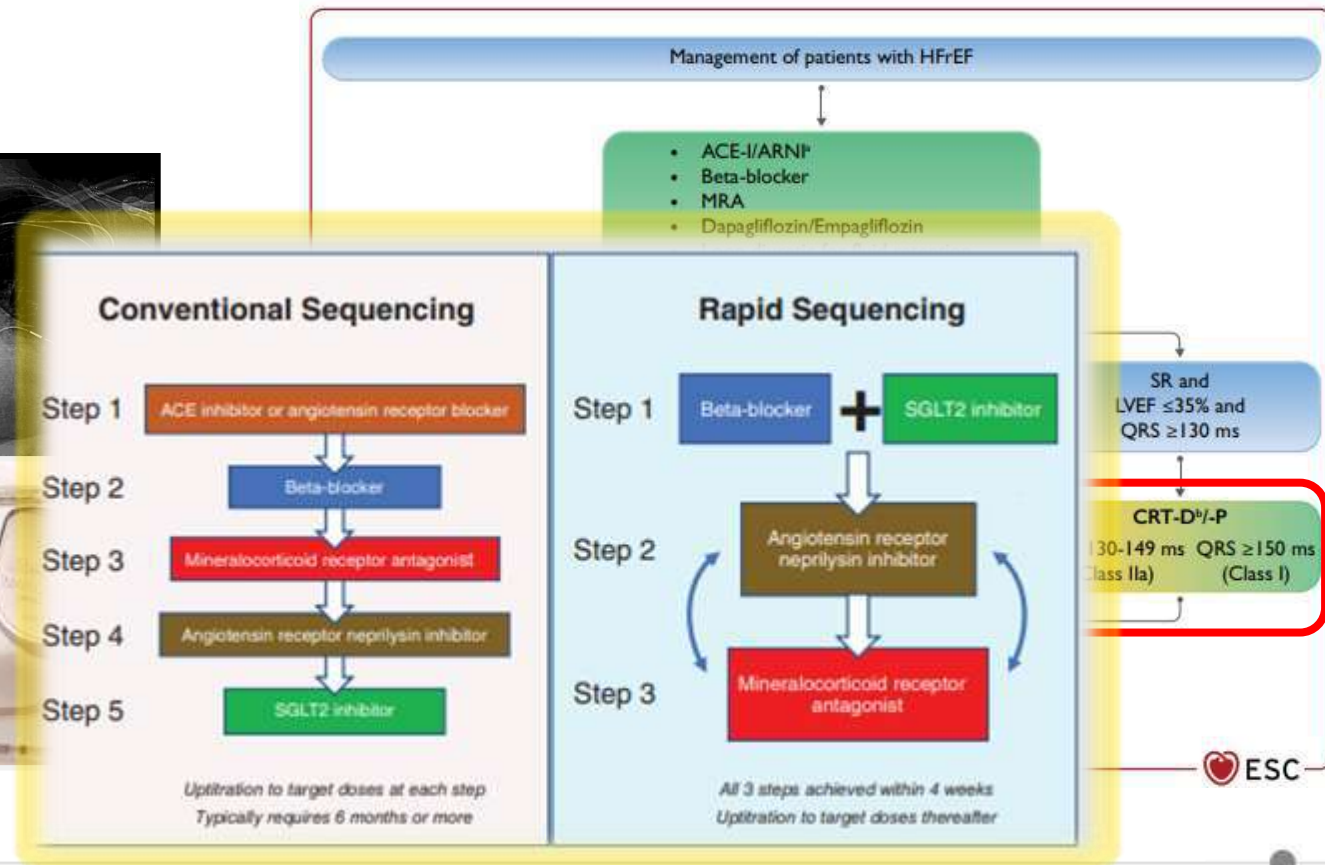 Management of patients with HFrEF
• ACE-I/ARNIᵃ
• Beta-blocker
• MRA
• Dapagliflozin/Empagliflozin
Conventional Sequencing
Step 1
ACE inhibitor or angiotensin receptor blocker
Step 2
Beta-blocker
Step 3
Mineralocorticoid receptor antagonist
Step 4
Angiotensin receptor neprilysin inhibitor
Step 5
SGLT2 inhibitor
Uptitration to target doses at each step
Typically requires 6 months or more
Rapid Sequencing
Step 1
Beta-blocker + SGLT2 inhibitor
Step 2
Angiotensin receptor
neprilysin inhibitor
Step 3
Mineralocorticoid receptor
antagonist
All 3 steps achieved within 4 weeks
Uptitration to target doses thereafter
SR and
LVEF ≤35% and
QRS ≥130 ms
CRT-Dᵇ/-P
130-149 ms QRS ≥150 ms
IIa) (Class I)
ESC